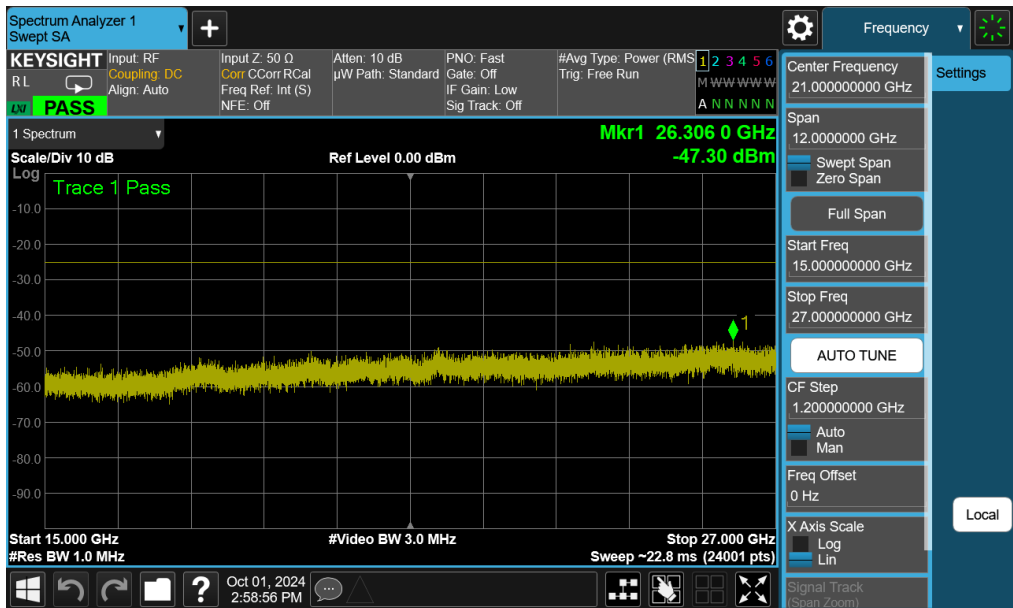 Spectrum Analyzer 1
Swept SA
Frequency
KEYSIGHT
R L
LXI
PASS
Input: RF
Coupling: DC
Align: Auto
Input Z: 50 Ω
Corr CCorr RCal
Freq Ref: Int (S)
NFE: Off
Atten: 10 dB
µW Path: Standard
PNO: Fast
Gate: Off
IF Gain: Low
Sig Track: Off
#Avg Type: Power (RMS
Trig: Free Run
1 2 3 4 5 6
M W W W W W
A N N N N N
1 Spectrum
Scale/Div 10 dB
Ref Level 0.00 dBm
Mkr1 26.306 0 GHz
-47.30 dBm
Log
Trace 1 Pass
-10.0
-20.0
-30.0
-40.0
-50.0
-60.0
-70.0
-80.0
-90.0
1
Start 15.000 GHz
#Res BW 1.0 MHz
#Video BW 3.0 MHz
Stop 27.000 GHz
Sweep ~22.8 ms (24001 pts)
Center Frequency
21.000000000 GHz
Span
12.0000000 GHz
Swept Span
Zero Span
Full Span
Start Freq
15.000000000 GHz
Stop Freq
27.000000000 GHz
AUTO TUNE
CF Step
1.200000000 GHz
Auto
Man
Freq Offset
0 Hz
X Axis Scale
Log
Lin
Signal Track
(Span Zoom)
Settings
Local
?
Oct 01, 2024
2:58:56 PM